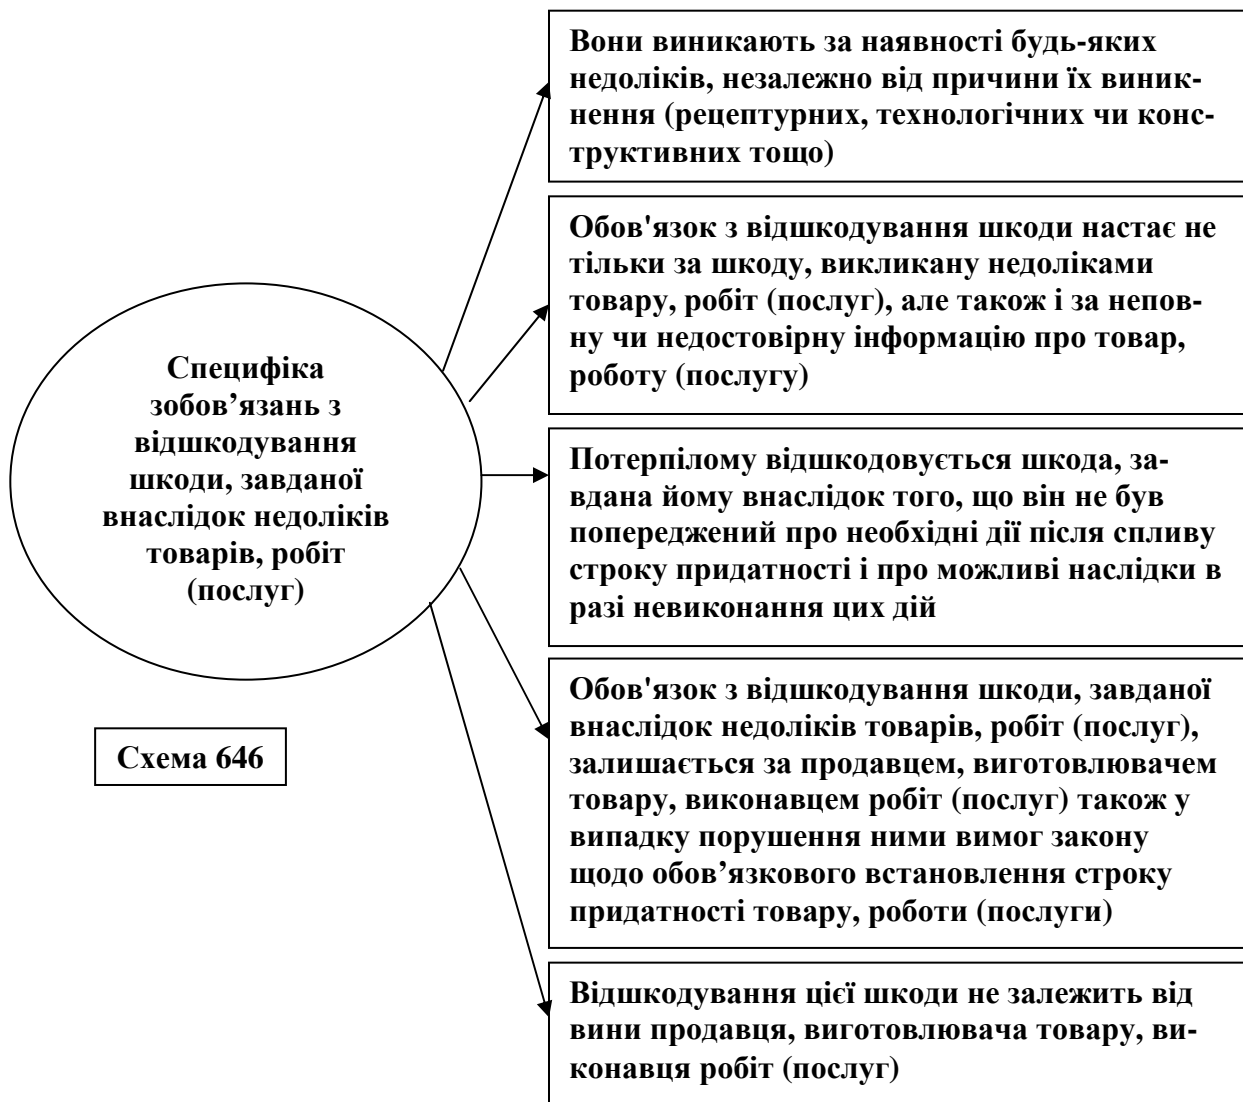 Вони виникають за наявності будь-яких
недоліків, незалежно від причини їх виник-
нення (рецептурних, технологічних чи конс-
труктивних тощо)
Обов'язок з відшкодування шкоди настає не
тільки за шкоду, викликану недоліками
товару, робіт (послуг), але також і за непов-
ну чи недостовірну інформацію про товар,
роботу (послугу)
Специфіка
зобов’язань з
відшкодування
шкоди, завданої
внаслідок недоліків
товарів, робіт
(послуг)
Потерпілому відшкодовується шкода, за-
вдана йому внаслідок того, що він не був
попереджений про необхідні дії після спливу
строку придатності і про можливі наслідки в
разі невиконання цих дій
Обов'язок з відшкодування шкоди, завданої
внаслідок недоліків товарів, робіт (послуг),
залишається за продавцем, виготовлювачем
товару, виконавцем робіт (послуг) також у
випадку порушення ними вимог закону
щодо обов’язкового встановлення строку
придатності товару, роботи (послуги)
Схема 646
Відшкодування цієї шкоди не залежить від
вини продавця, виготовлювача товару, ви-
конавця робіт (послуг)